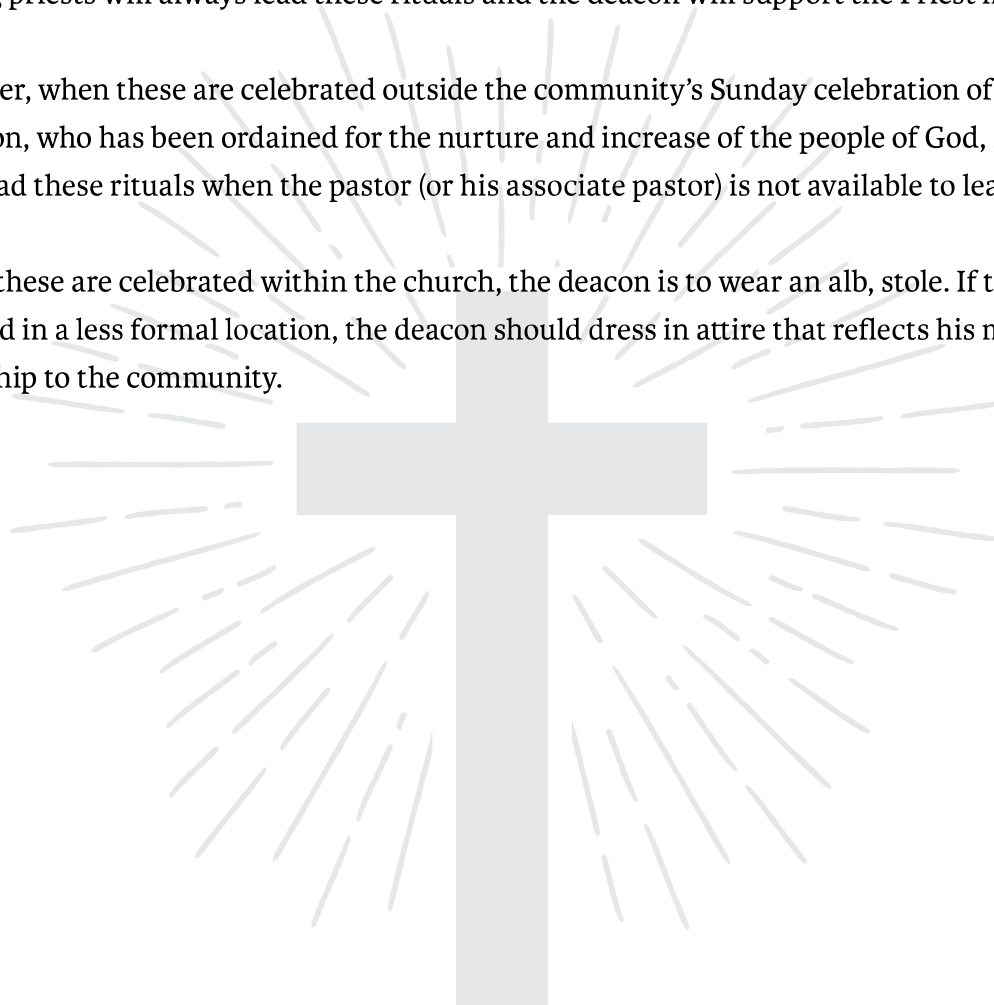 priests will always lead these rituals and the deacon will support the Priest
er, when these are celebrated outside the community’s Sunday celebration of
on, who has been ordained for the nurture and increase of the people of God,
ad these rituals when the pastor (or his associate pastor) is not available to lea
these are celebrated within the church, the deacon is to wear an alb, stole. If t
d in a less formal location, the deacon should dress in attire that reflects his
hip to the community.